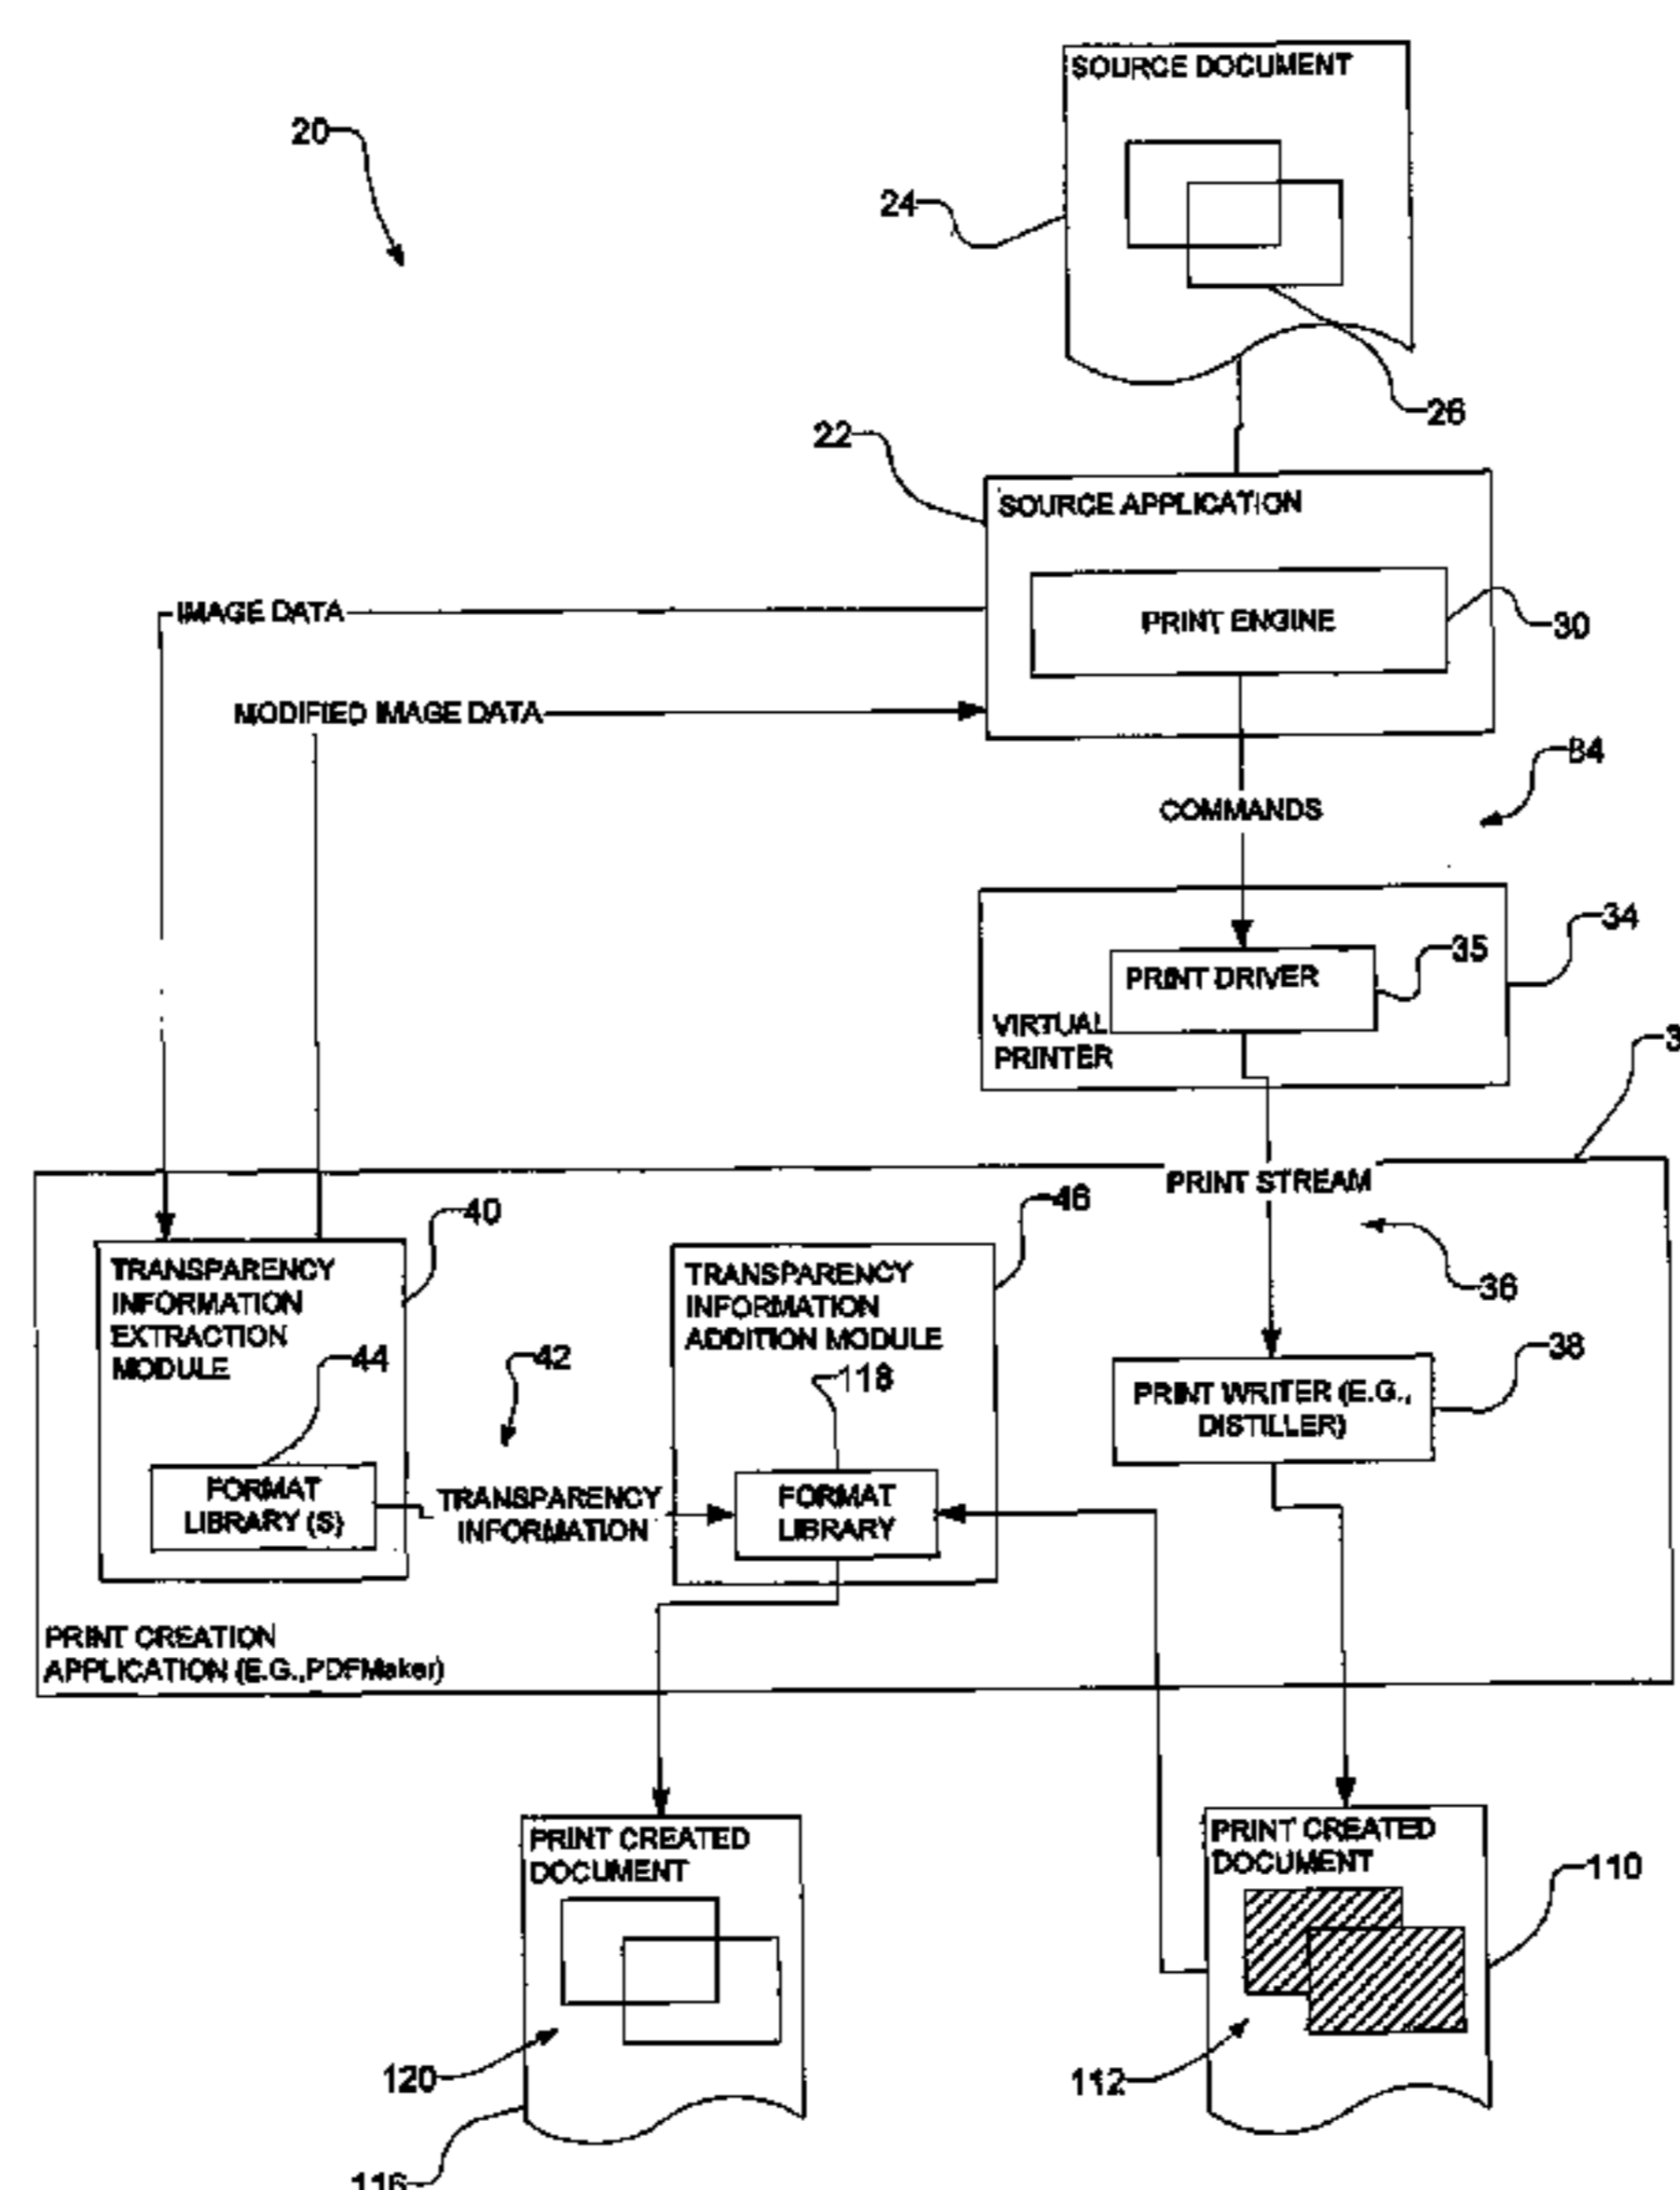 SOURCE DOCUMENT
20
24
26
22
SOURCE APPLICATION
IMAGE DATA
PRINT ENGINE
30
MODIFIED IMAGE DATA
84
COMMANDS
34
35
PRINT DRIVER
VIRTUAL
PRINTER
3
PRINT STREAM
40
46
TRANSPARENCY
INFORMATION
EXTRACTION
MODULE
TRANSPARENCY
INFORMATION
ADDITION MODULE
36
44
42
118
38
PRINT WRITER (E.G.,
DISTILLER)
FORMAT
LIBRARY (S)
TRANSPARENCY
INFORMATION
FORMAT
LIBRARY
PRINT CREATION
APPLICATION (E.G.,PDFMaker)
PRINT CREATED
DOCUMENT
PRINT CREATED
DOCUMENT
110
120
112
116